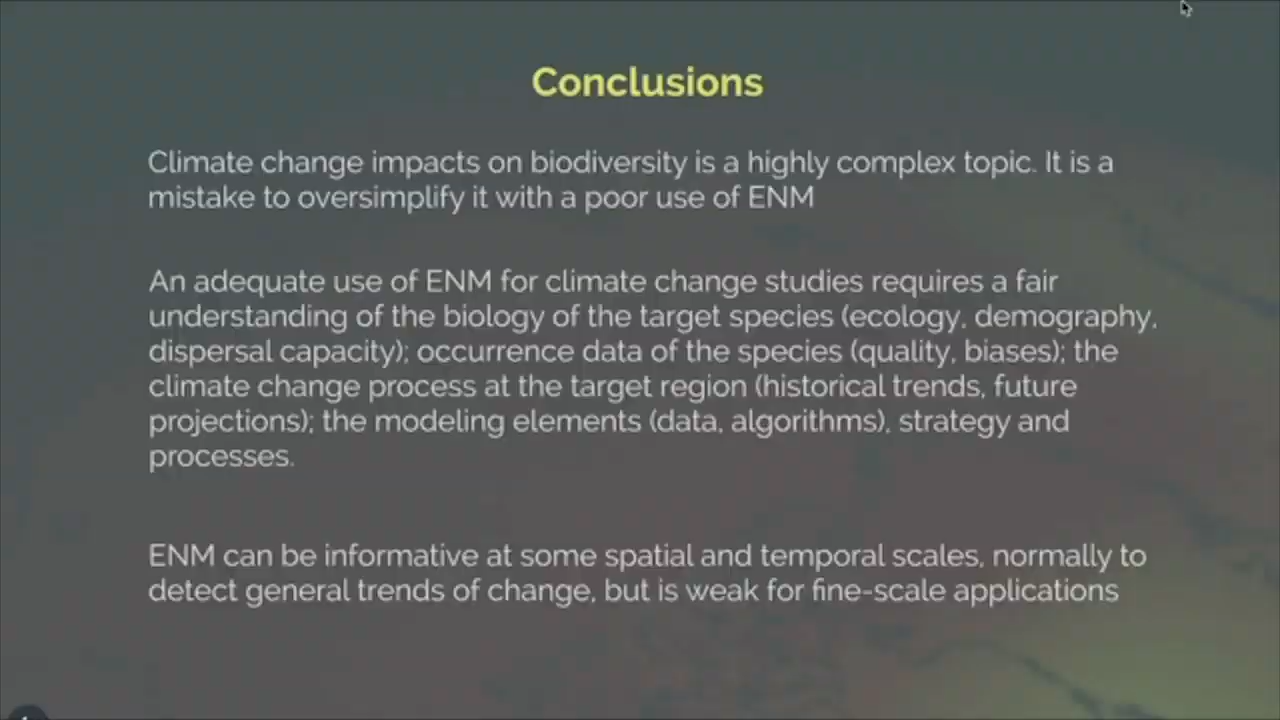 Conclusions
Climate change impacts on biodiversity is a highly complex topic. It is a
mistake to oversimplify it with a poor use of ENM
An adequate use of ENM for climate change studies requires a fair
understanding of the biology of the target species (ecology, demography,
dispersal capacity); occurrence data of the species (quality, biases); the
climate change process at the target region (historical trends, future
projections); the modeling elements (data, algorithms), strategy and
processes.
ENM can be informative at some spatial and temporal scales, normally to
detect general trends of change, but is weak for fine-scale applications